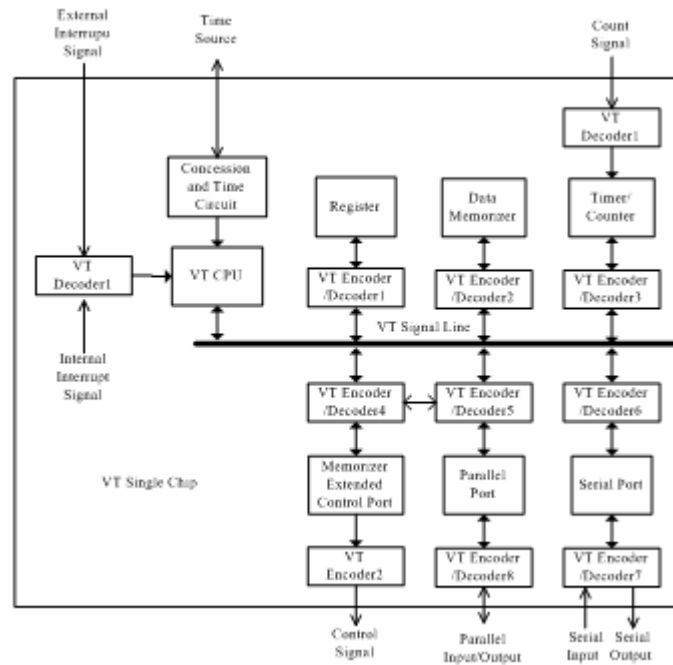 External
Interrupu
Signal
Time
Source
Count
Signal
VT
Decoder1
Concession
and Time
Circuit
Register
Data
Memorizer
Timer/
Counter
VT
Decoder1
VT CPU
VT Encoder
/Decoder1
VT Encoder
/Decoder2
VT Encoder
/Decoder3
VT Signal Line
Internal
Interrupt
Signal
VT Encoder
/Decoder4
VT Encoder
/Decoder5
VT Encoder
/Decoder6
VT Single Chip
Memorizer
Extended
Control Port
Parallel
Port
Serial Port
VT
Encoder2
VT Encoder
/Decoder8
VT Encoder
/Decoder7
Control
Signal
Parallel
Input/Output
Serial
Input
Serial
Output